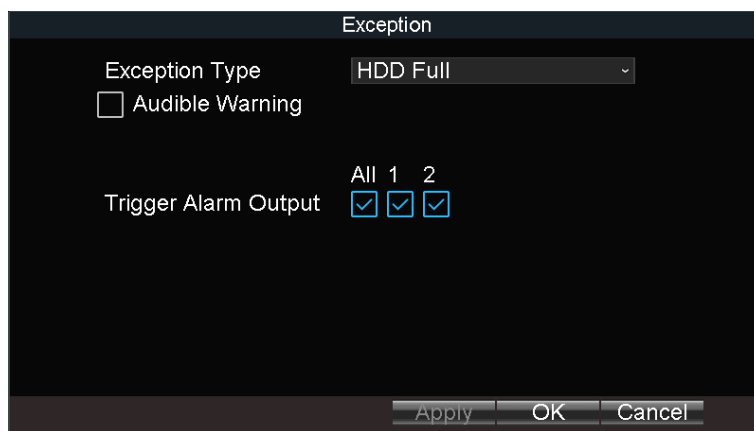 Exception
Exception Type HDD Full
Audible Warning
All 1 2
Trigger Alarm Output
Apply OK Cancel